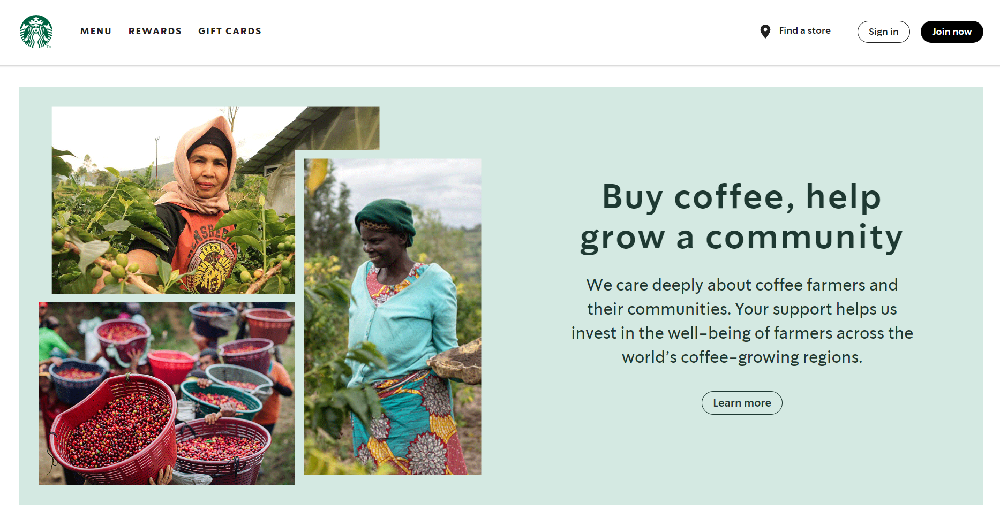 TM
MENU
REWARDS
GIFT CARDS
Find a store
Sign in
Join now
Buy coffee, help
grow a community
We care deeply about coffee farmers and
their communities. Your support helps us
invest in the well-being of farmers across the
world’s coffee-growing regions.
Learn more